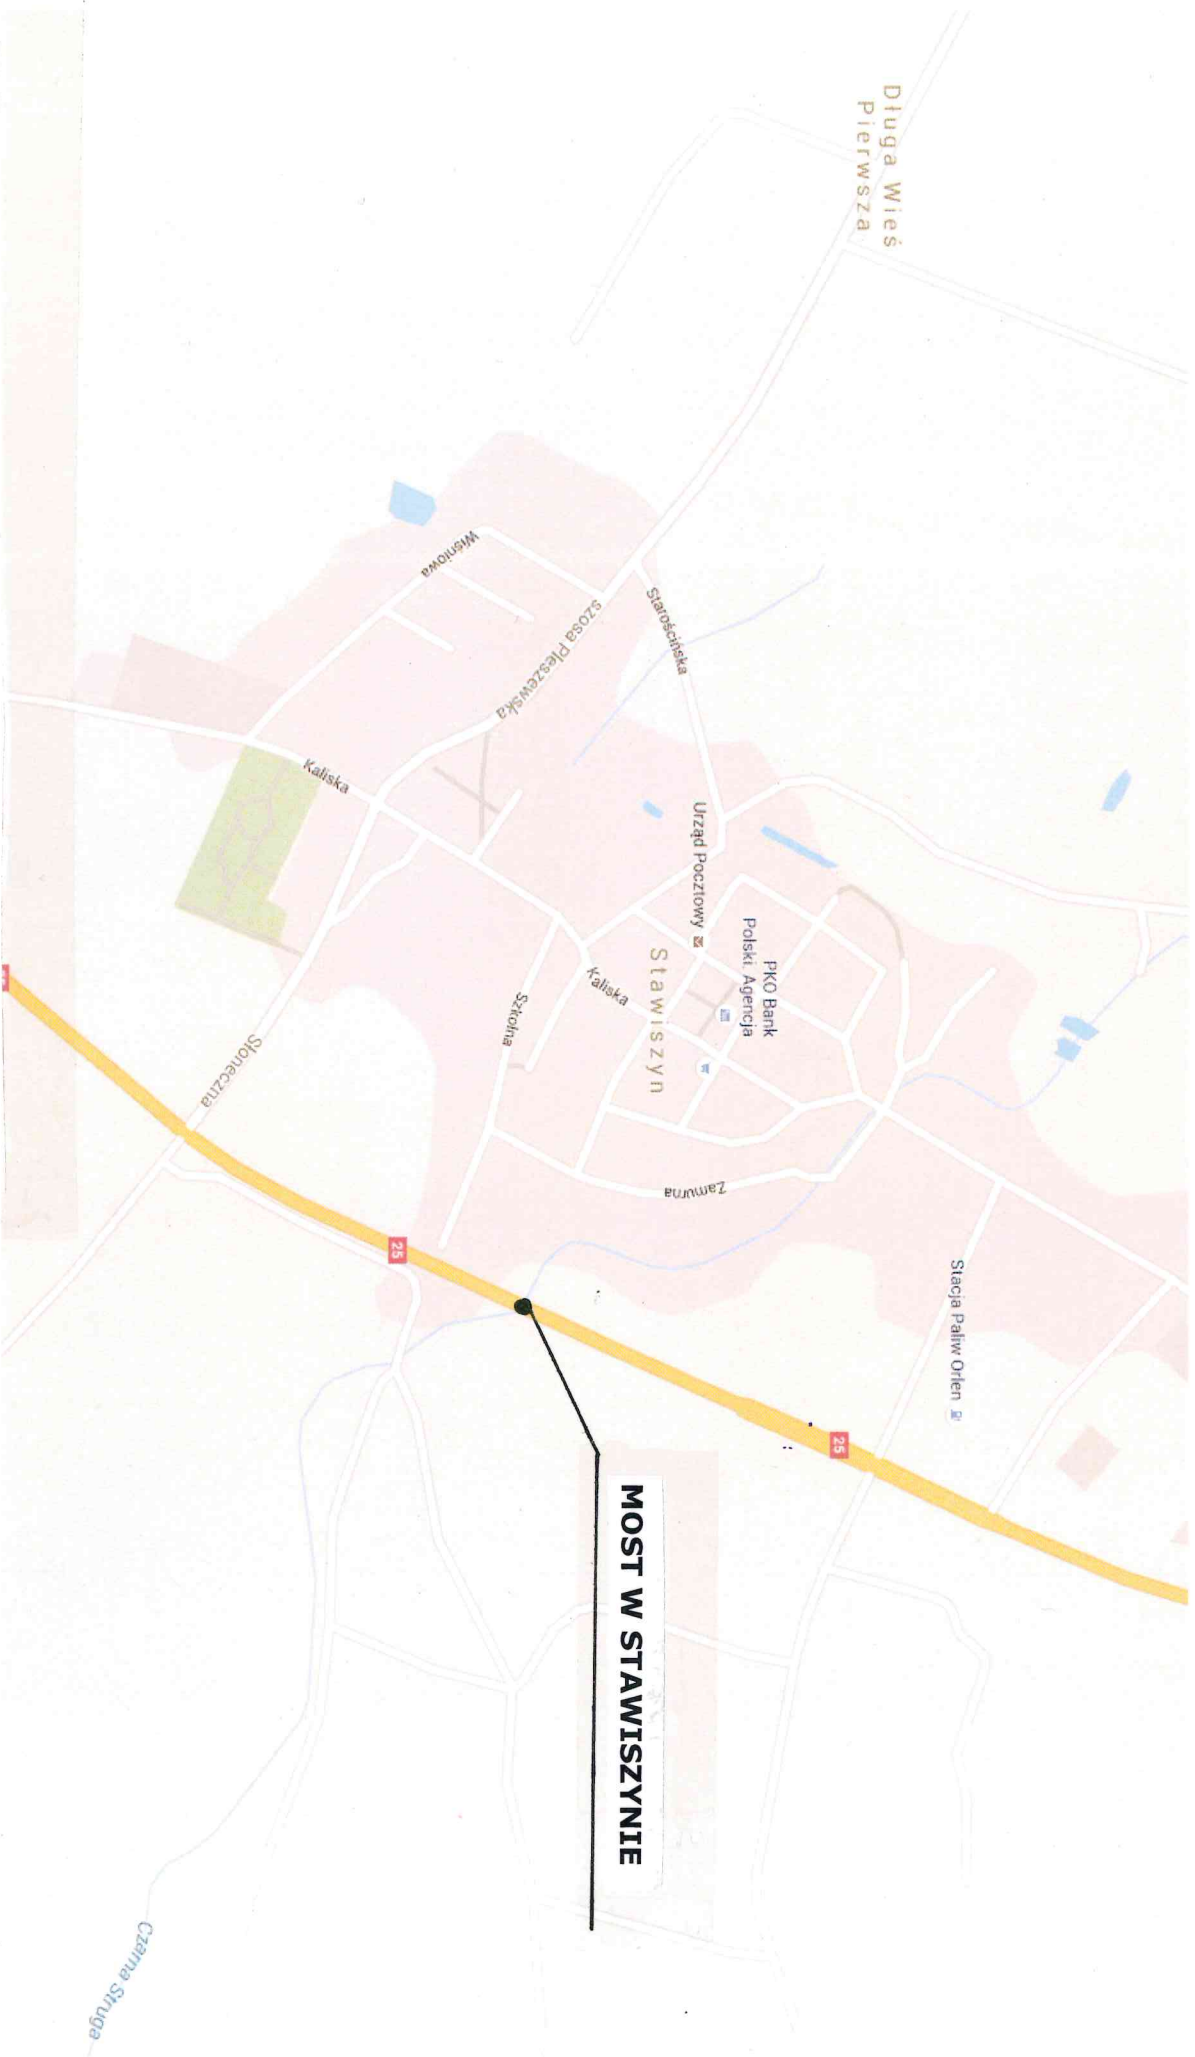 Długa Wieś
Pierwsza
Starościńska
Wiśniowa
Szosa Pleszewska
Kaliska
Urząd Pocztowy
PKO Bank
Polski. Agencja
Stawiszyn
Kaliska
Szkolna
Słoneczna
Zamurna
25
Stacja Paliw Orlen
25
MOST W STAWISZYNIE
Czarna Struga